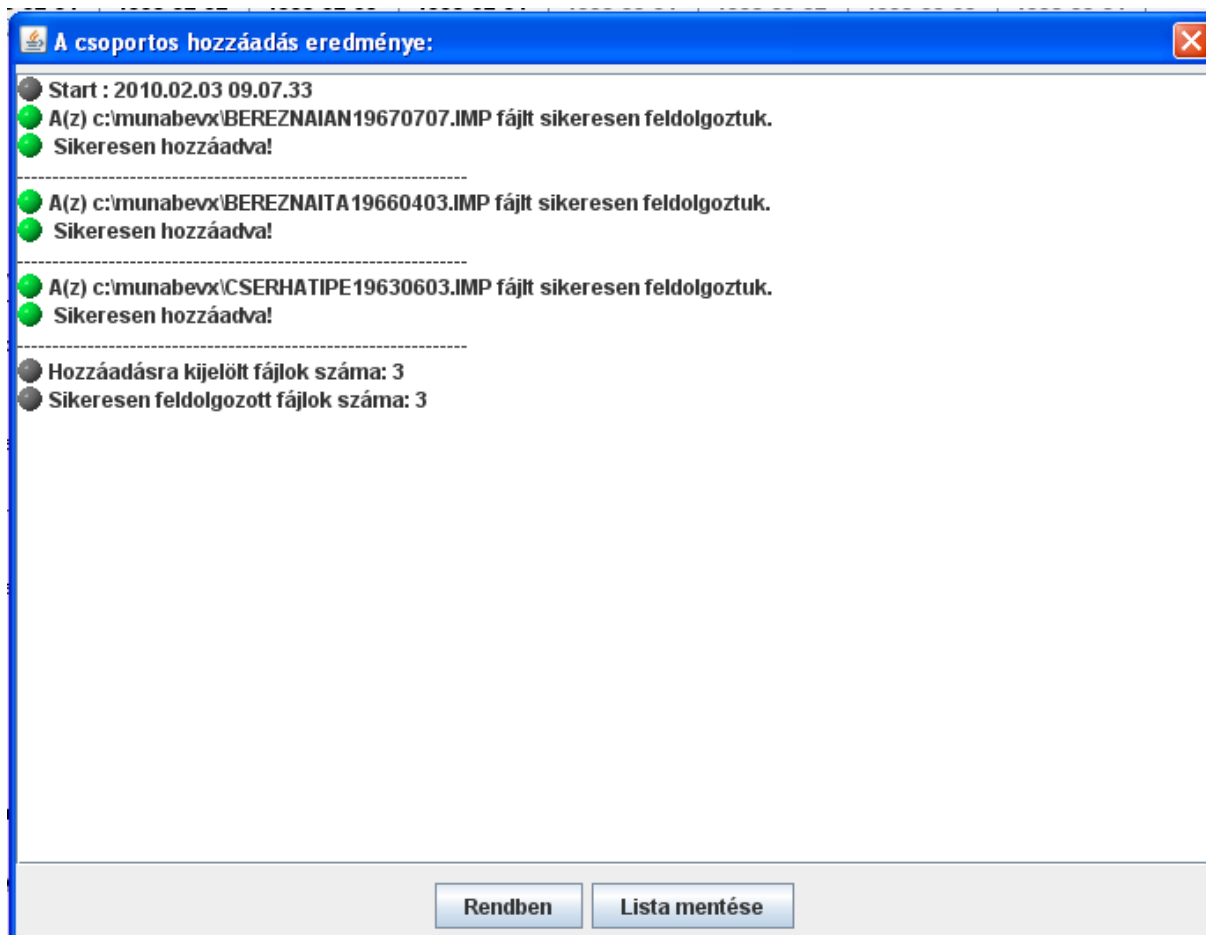 A csoportos hozzáadás eredménye:
Start : 2010.02.03 09.07.33
A(z) c:\munabevx\BEREZNAIAN19670707.IMP fájlt sikeresen feldolgoztuk.
Sikeresen hozzáadva!
----------------------------------------------------------------
A(z) c:\munabevx\BEREZNAITA19660403.IMP fájlt sikeresen feldolgoztuk.
Sikeresen hozzáadva!
----------------------------------------------------------------
A(z) c:\munabevx\CSERHATIPE19630603.IMP fájlt sikeresen feldolgoztuk.
Sikeresen hozzáadva!
----------------------------------------------------------------
Hozzáadásra kijelölt fájlok száma: 3
Sikeresen feldolgozott fájlok száma: 3
Rendben Lista mentése